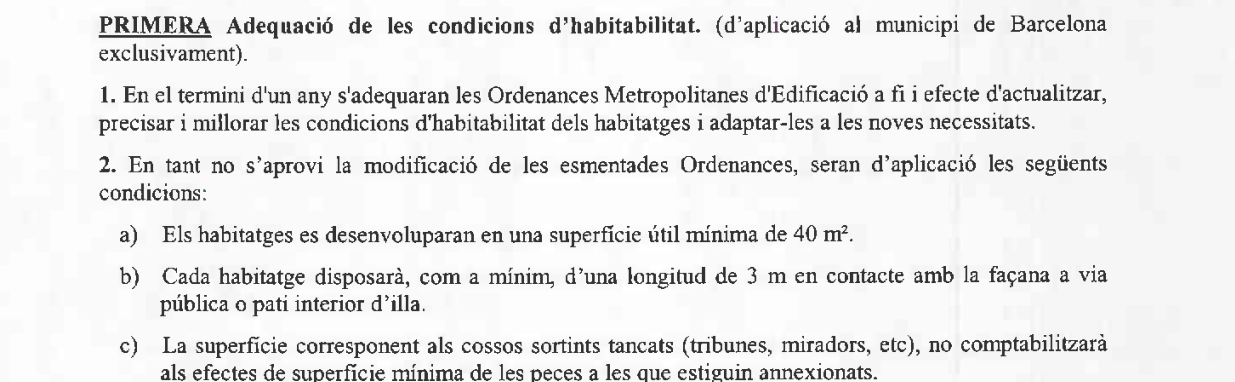 PRIMERA Adequació de les condicions d’habitabilitat. (d’aplicació al municipi de Barcelona
exclusivament).
1. En el termini d'un any s'adequaran les Ordenances Metropolitanes d'Edificació a fi i efecte d'actualitzar,
precisar i millorar les condicions d'habitabilitat dels habitatges i adaptar-les a les noves necessitats.
2. En tant no s’aprovi la modificació de les esmentades Ordenances, seran d’aplicació les següents
condicions:
a) Els habitatges es desenvoluparan en una superfície útil mínima de 40 m².
b) Cada habitatge disposarà, com a mínim, d’una longitud de 3 m en contacte amb la façana a via
pública o pati interior d’illa.
c) La superfície corresponent als cossos sortints tancats (tribunes, miradors, etc), no comptabilitzarà
als efectes de superfície mínima de les peces a les que estiguin annexionats.